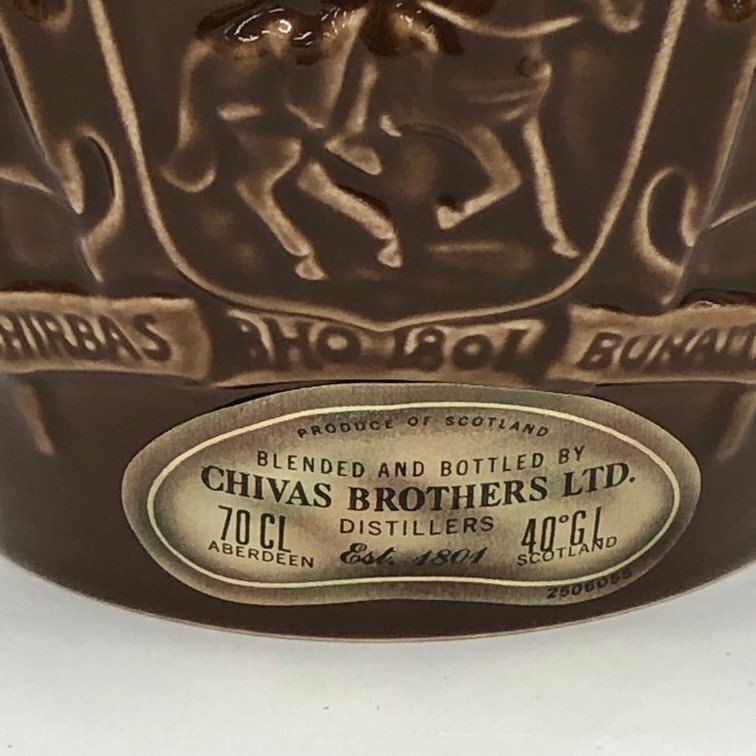 HIRBAS BHO 1801 BUNAIT
PRODUCE OF SCOTLAND
BLENDED AND BOTTLED BY
CHIVAS BROTHERS LTD.
70 CL DISTILLERS 40°G/L
ABERDEEN Est. 1801 SCOTLAND